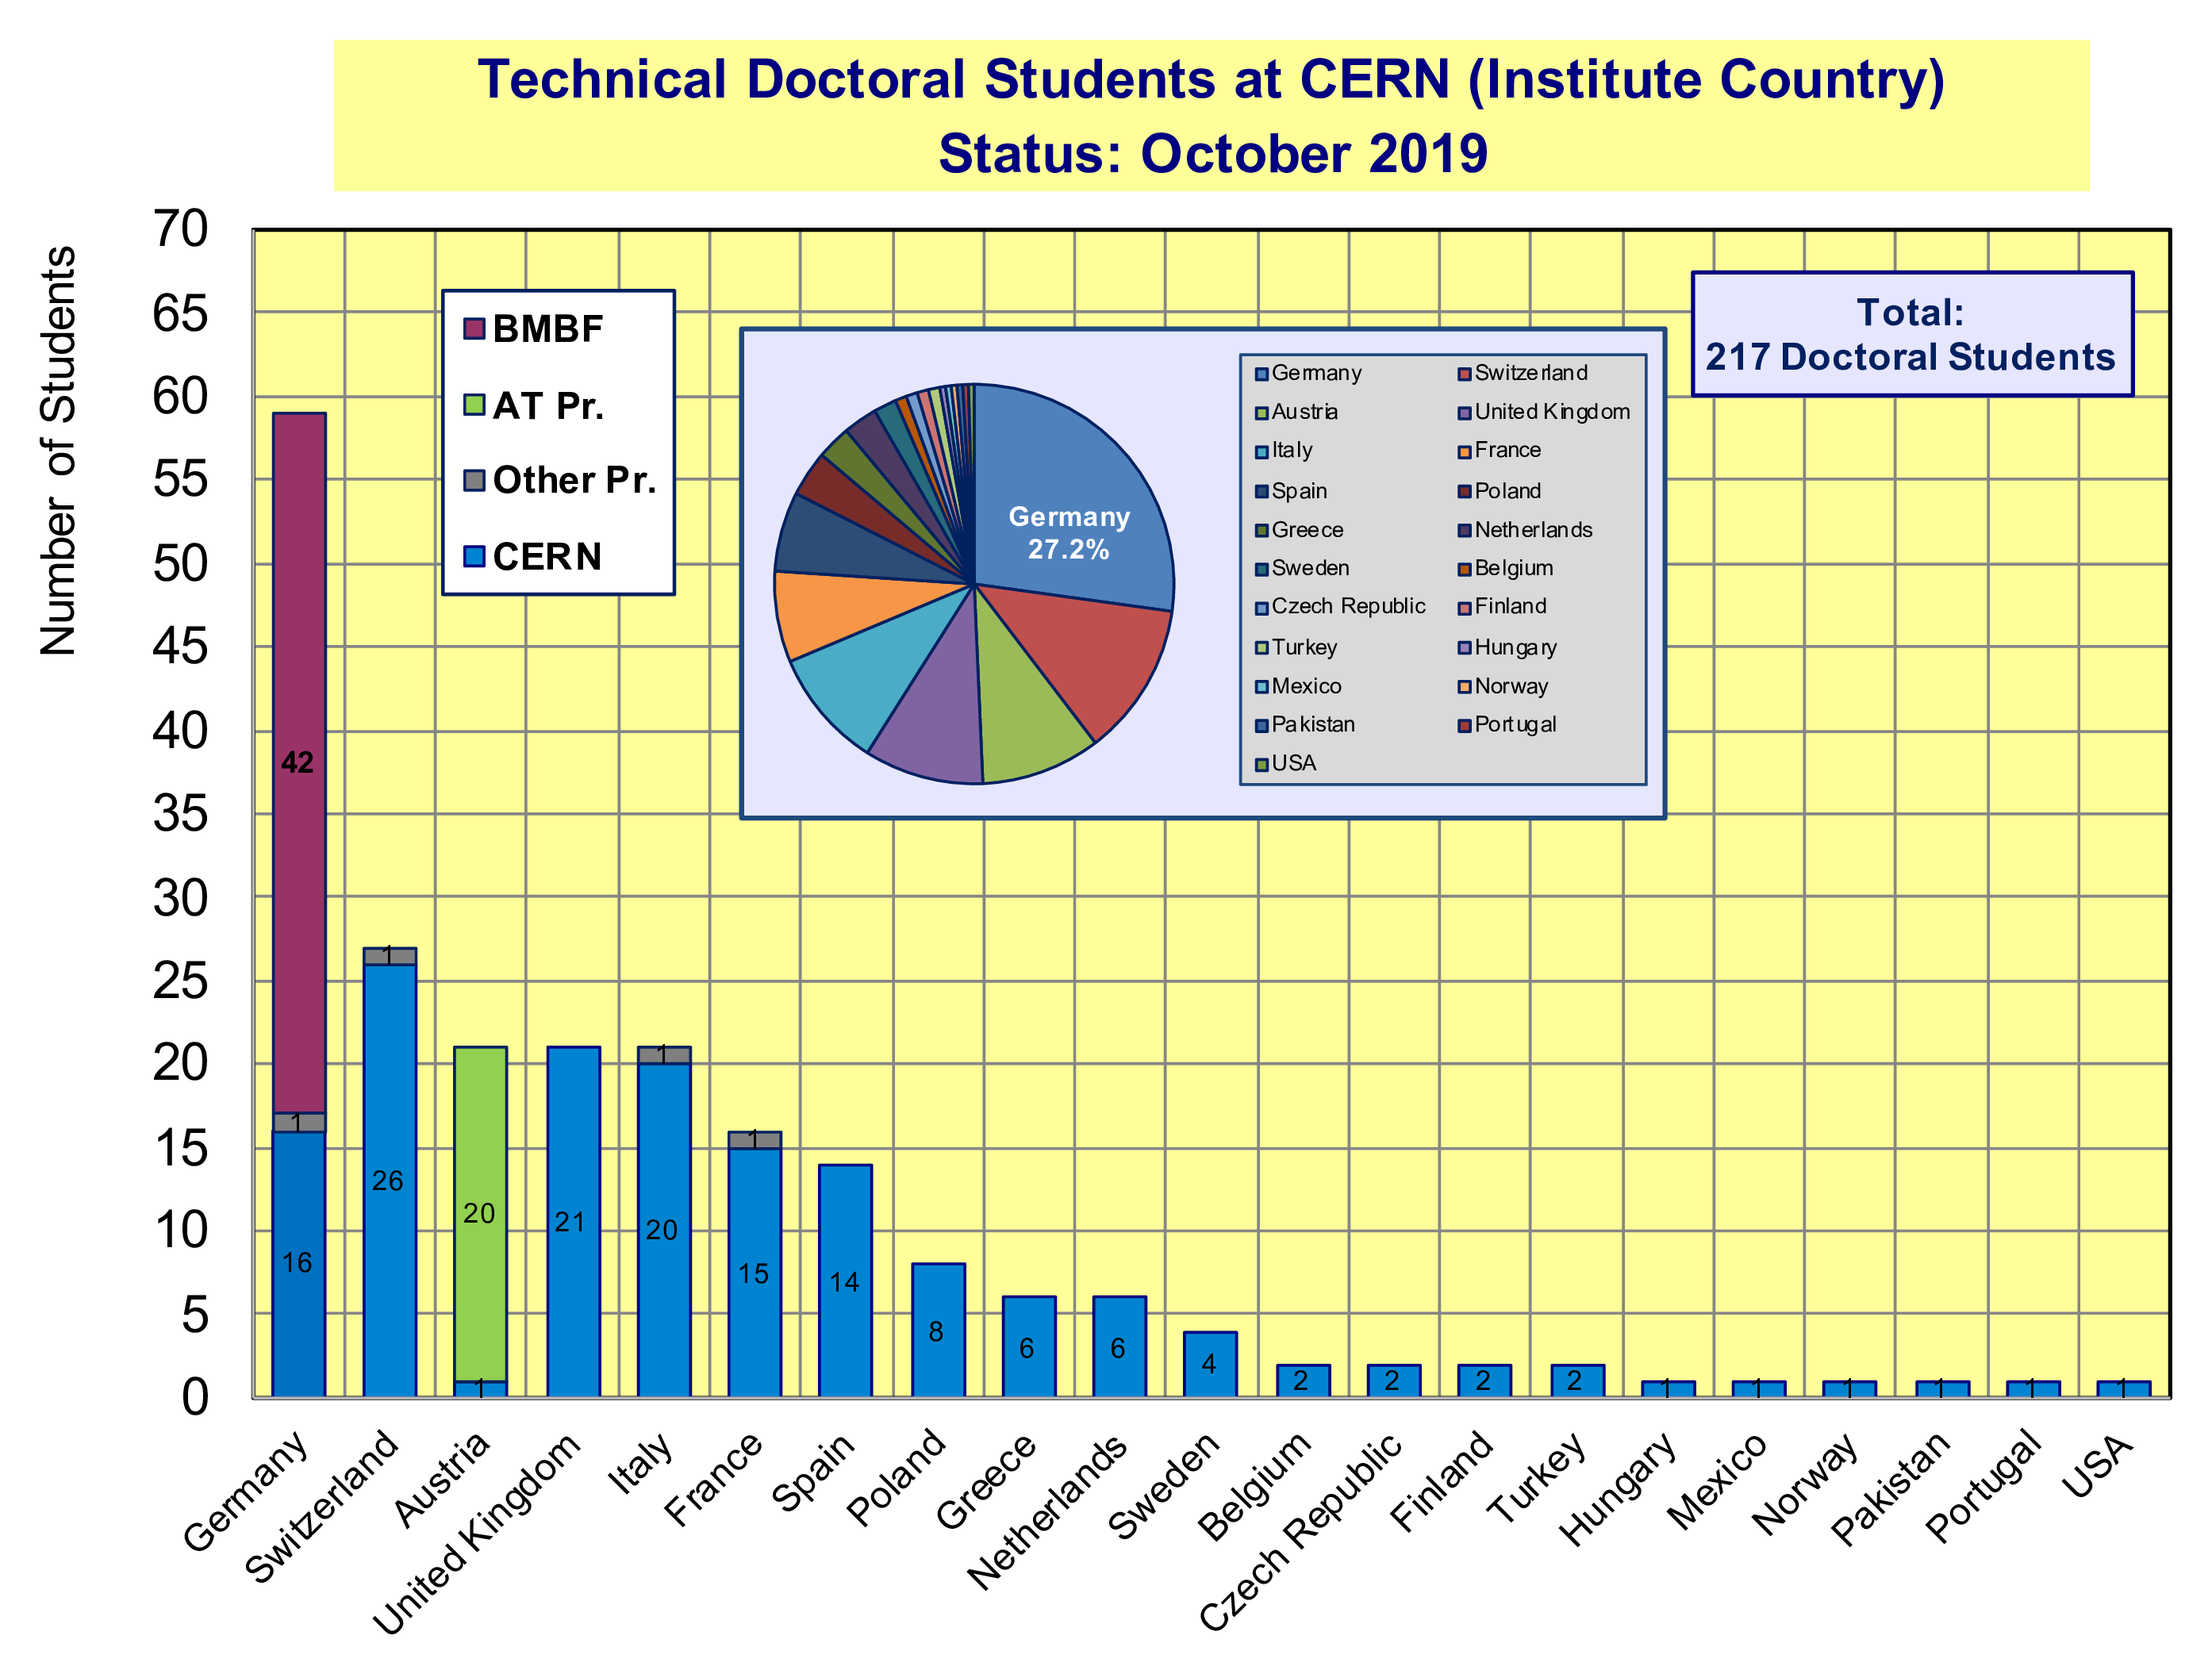 Technical Doctoral Students at CERN (Institute Country)
Status: October 2019
Number of Students
70
65
60
55
50
45
40
35
30
25
20
15
10
5
0
BMBF
AT Pr.
Other Pr.
CERN
Germany
27.2%
Germany Switzerland
Austria United Kingdom
Italy France
Spain Poland
Greece Netherlands
Sweden Belgium
Czech Republic Finland
Turkey Hungary
Mexico Norway
Pakistan Portugal
USA
Total:
217 Doctoral Students
42
1
16
1
26
20
1
21
1
20
1
15
14
8
6
6
4
2
2
2
2
1
1
1
1
1
1
Germany
Switzerland
Austria
United Kingdom
Italy
France
Spain
Poland
Greece
Netherlands
Sweden
Belgium
Czech Republic
Finland
Turkey
Hungary
Mexico
Norway
Pakistan
Portugal
USA